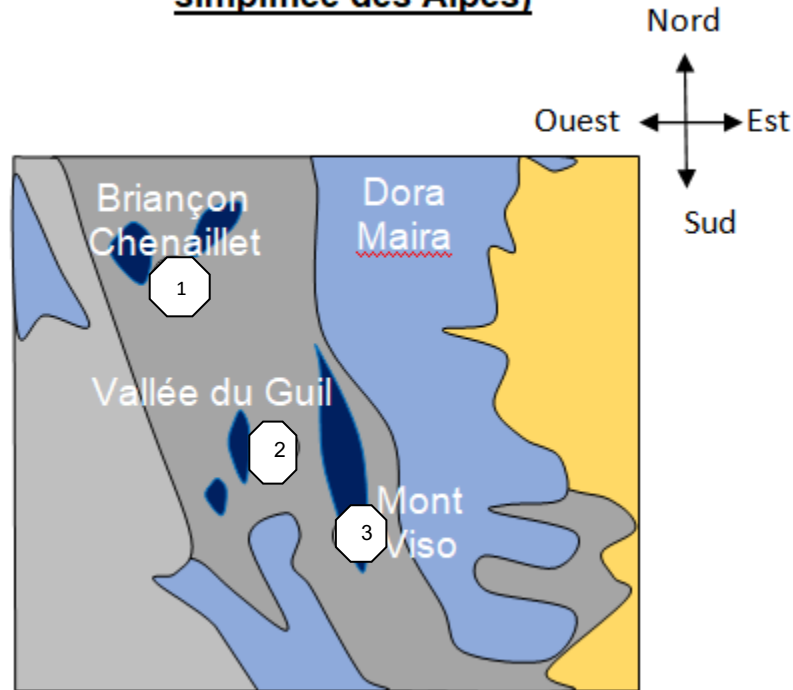 simplifiée des Alpes)
Nord
Ouest
Est
Sud
Briançon
Chenaillet
Dora
Maira
1
Vallée du Guil
2
Mont
Viso
3